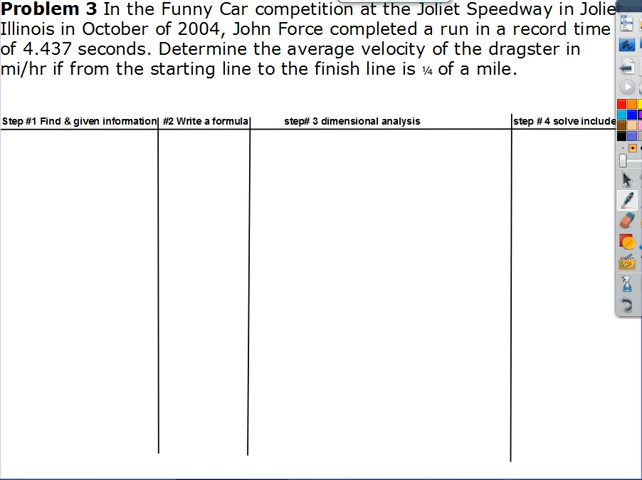 Problem 3 In the Funny Car competition at the Joliet Speedway in Joliet
Illinois in October of 2004, John Force completed a run in a record time
of 4.437 seconds. Determine the average velocity of the dragster in
mi/hr if from the starting line to the finish line is ¼ of a mile.
Step #1 Find & given information #2 Write a formula step# 3 dimensional analysis step # 4 solve include